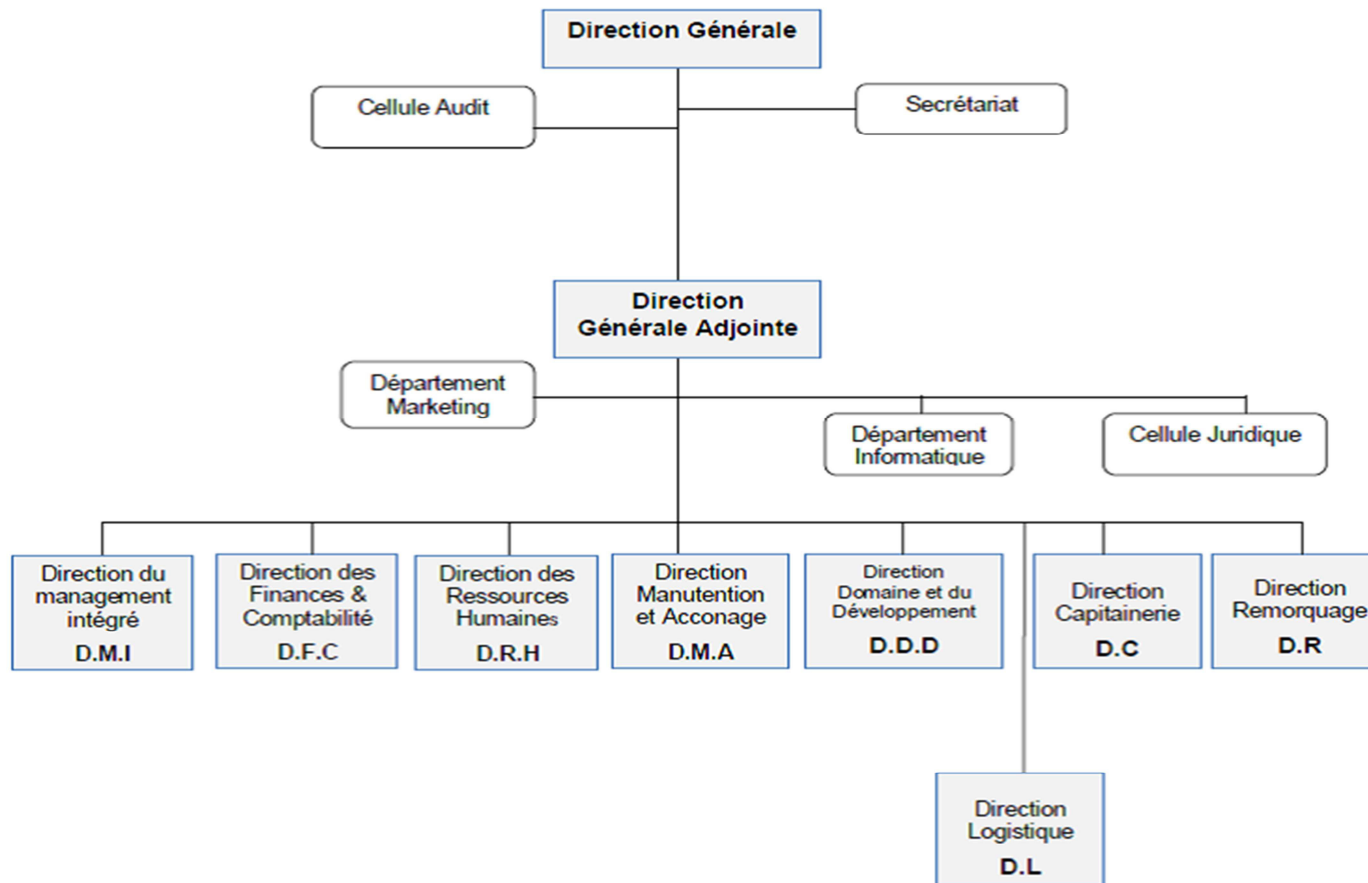 Direction Générale
Cellule Audit
Secrétariat
Direction
Générale Adjointe
Département
Marketing
Département
Informatique
Cellule Juridique
Direction du
management
intégré
D.M.I
Direction des
Finances &
Comptabilité
D.F.C
Direction des
Ressources
Humaines
D.R.H
Direction
Manutention
et Acconage
D.M.A
Direction
Domaine et du
Développement
D.D.D
Direction
Capitainerie
D.C
Direction
Remorquage
D.R
Direction
Logistique
D.L